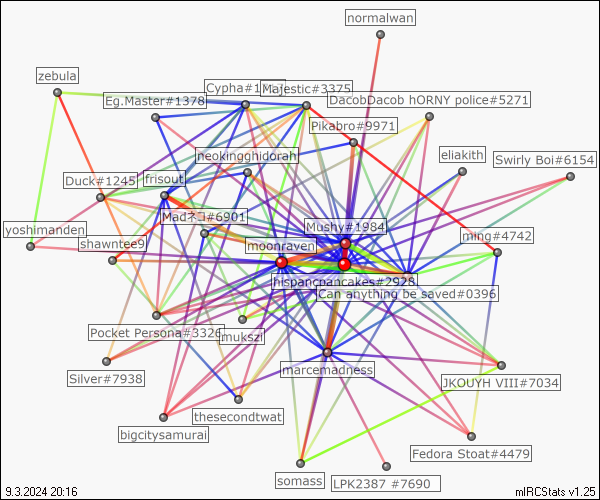 normalwan
zebula
Cypha#1
Majestic#3375
Eg.Master#1378
DacobDacob hORNY police#5271
Pikabro#9971
neokingghidorah
eliakith
Swirly Boi#6154
Duck#1245
frisout
Madネコ#6901
Mushy#1984
yoshimanden
shawntee9
moonraven
ming#4742
hispancpancakes#2928
Can anything be saved#0396
Pocket Persona#3326
mukszi
marcemadness
Silver#7938
JKOUYH VIII#7034
thesecondtwat
bigcitysamurai
Fedora Stoat#4479
somass
LPK2387 #7690
9.3.2024 20:16
mIRCStats v1.25